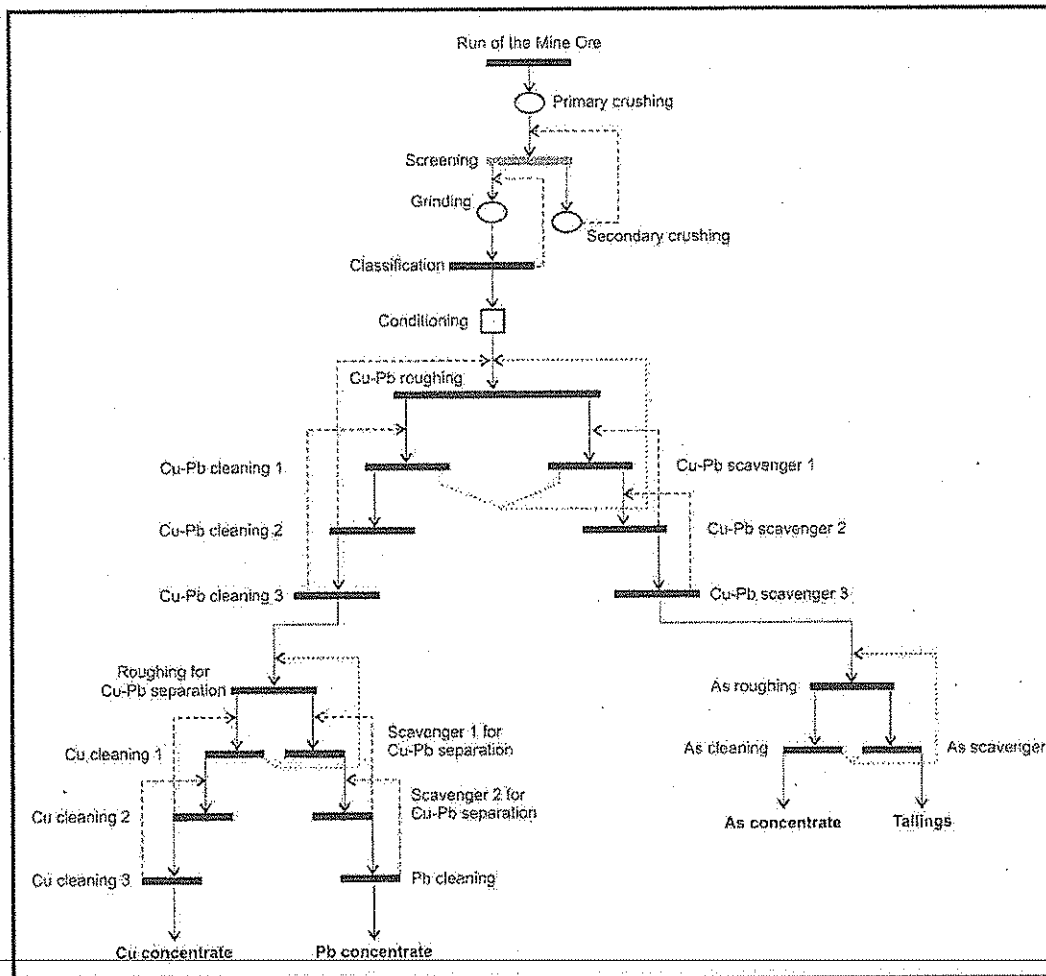 Run of the Mine Ore
Primary crushing
Screening
Grinding
Secondary crushing
Classification
Conditioning
Cu-Pb roughing
Cu-Pb cleaning 1
Cu-Pb scavenger 1
Cu-Pb cleaning 2
Cu-Pb scavenger 2
Cu-Pb cleaning 3
Cu-Pb scavenger 3
Roughing for
Cu-Pb separation
As roughing
Scavenger 1 for
Cu-Pb separation
Cu cleaning 1
As cleaning
As scavenger
Scavenger 2 for
Cu-Pb separation
Cu cleaning 2
As concentrate
Tailings
Cu cleaning 3
Pb cleaning
Cu concentrate
Pb concentrate